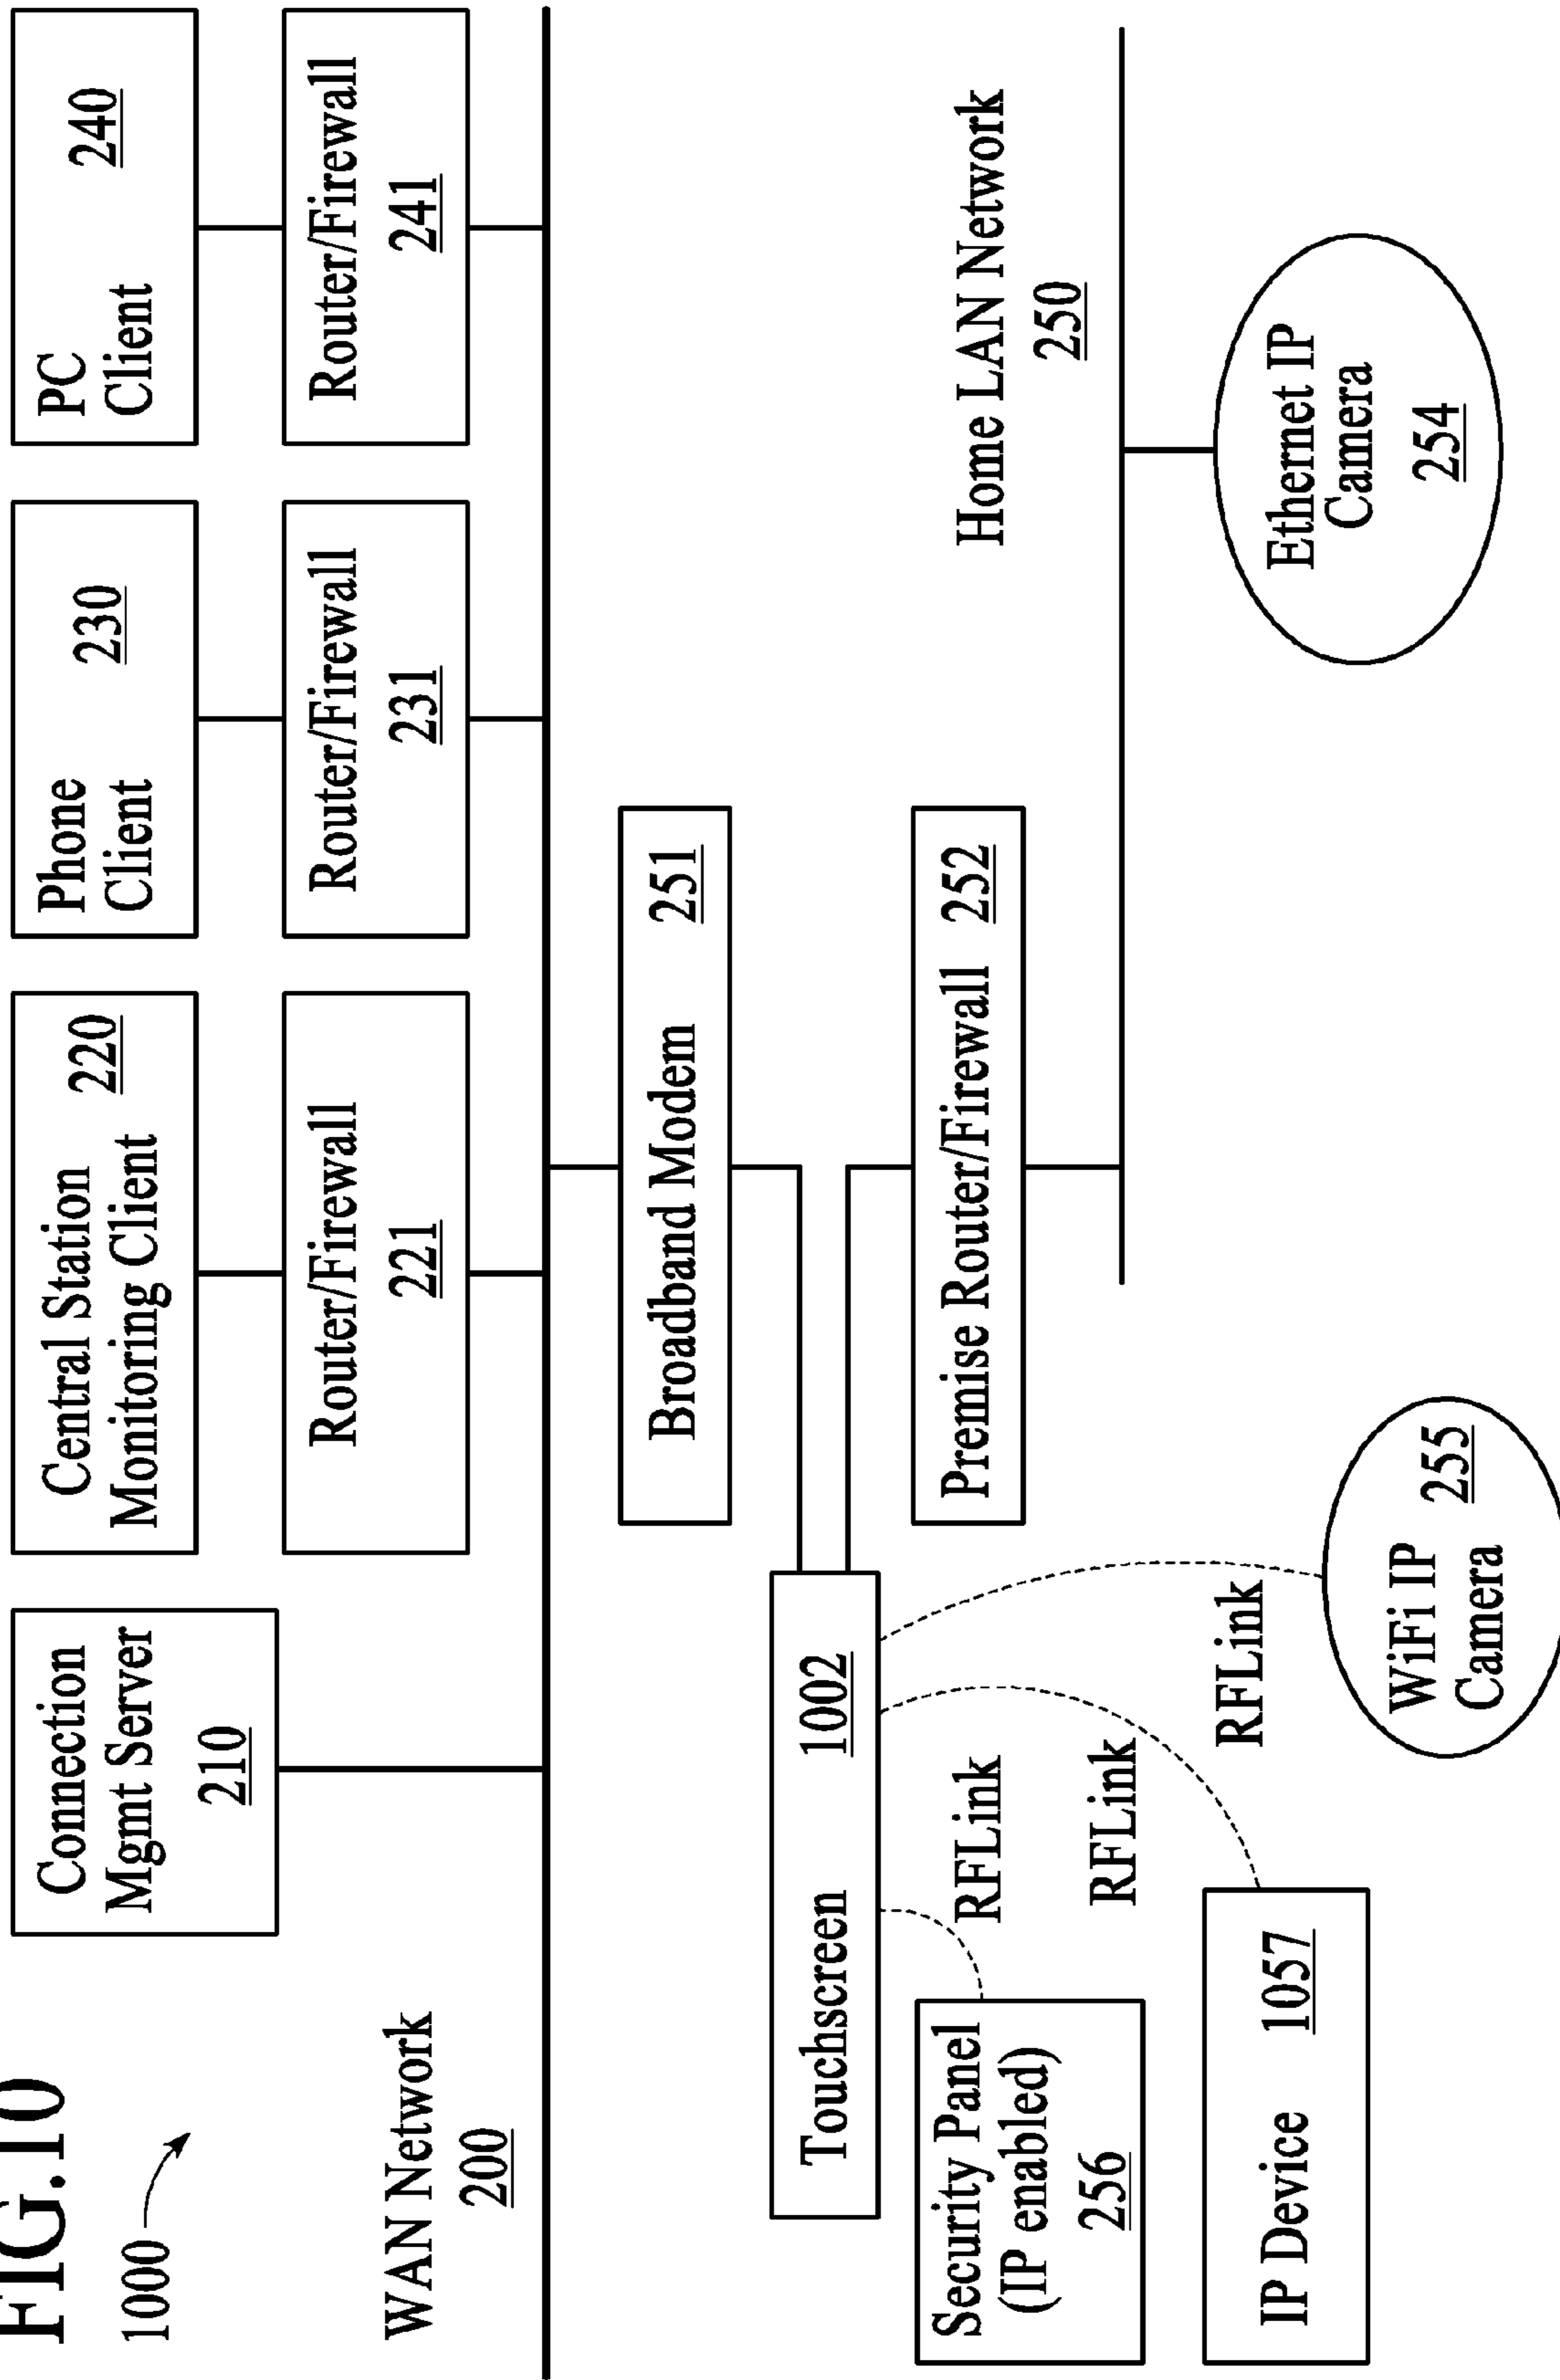 FIG.10
1000
Connection
Mgmt Server
210
Central Station
Monitoring Client
220
Phone
Client
230
PC
Client
240
Router/Firewall
221
Router/Firewall
231
Router/Firewall
241
WAN Network
200
Broadband Modem 251
Touchscreen 1002
Premise Router/Firewall 252
Home LAN Network
250
Security Panel
(IP enabled)
256
RFLink
RFLink
RFLink
IP Device 1057
WiFi IP
Camera
255
Ethernet IP
Camera
254